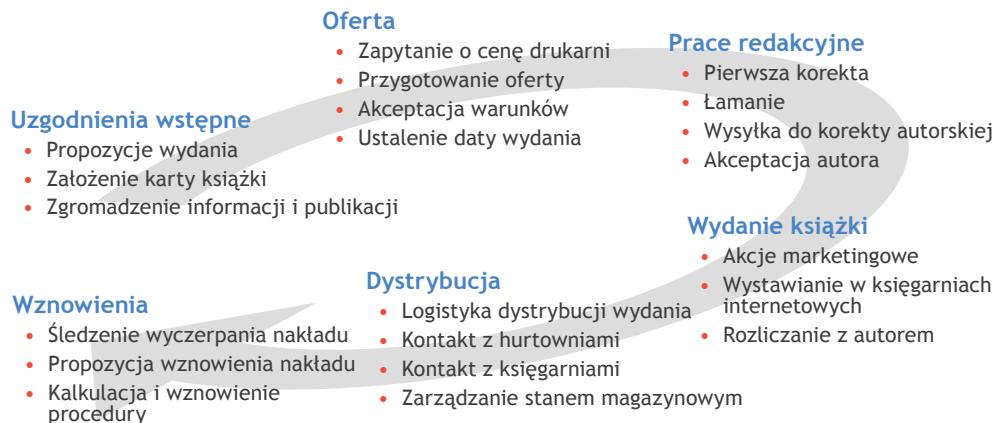 Uzgodnienia wstępne
• Propozycje wydania
• Założenie karty książki
• Zgromadzenie informacji i publikacji
Oferta
• Zapytanie o cenę drukarni
• Przygotowanie oferty
• Akceptacja warunków
• Ustalenie daty wydania
Prace redakcyjne
• Pierwsza korekta
• Łamanie
• Wysyłka do korekty autorskiej
• Akceptacja autora
Wydanie książki
• Akcje marketingowe
• Wystawianie w księgarniach
internetowych
• Rozliczanie z autorem
Dystrybucja
• Logistyka dystrybucji wydania
• Kontakt z hurtowniami
• Kontakt z księgarniami
• Zarządzanie stanem magazynowym
Wznowienia
• Śledzenie wyczerpania nakładu
• Propozycja wznowienia nakładu
• Kalkulacja i wznowienie
procedury